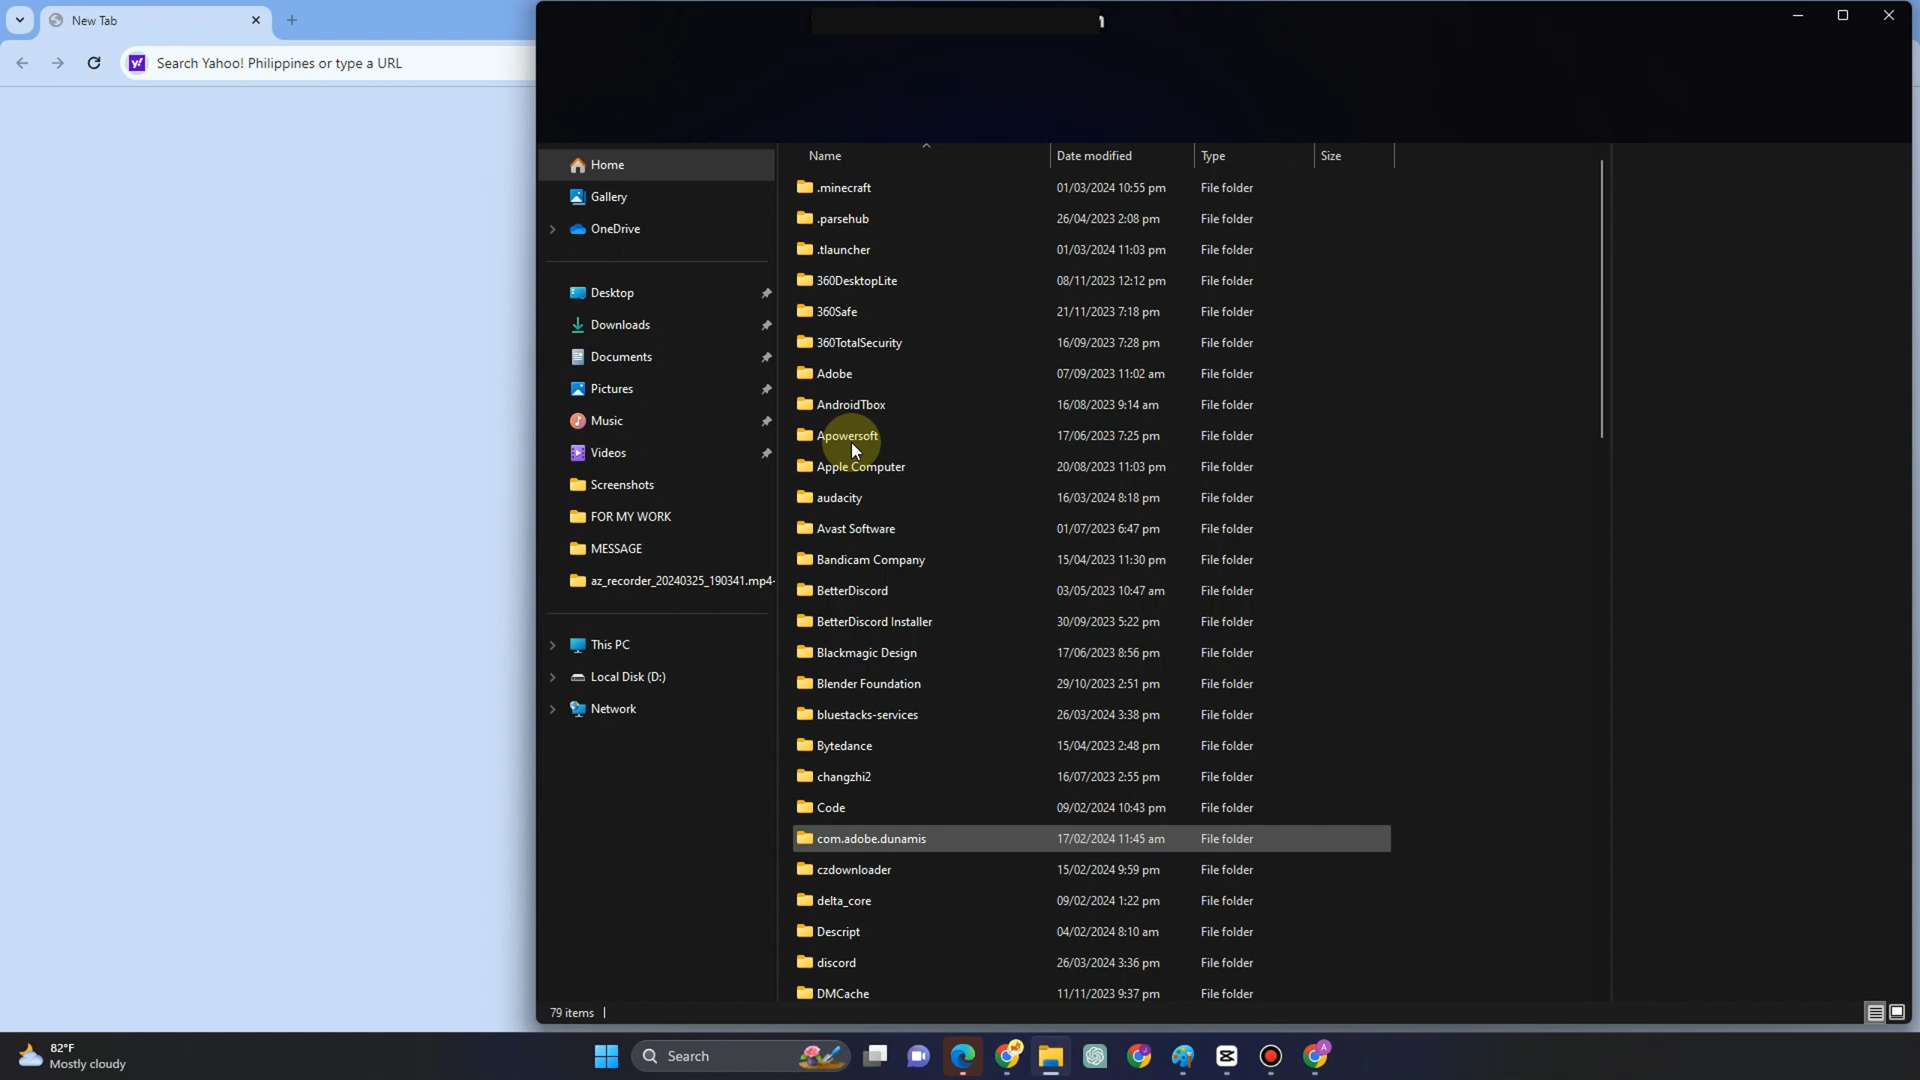 New Tab
Search Yahoo! Philippines or type a URL
Home
Gallery
OneDrive
Desktop
Downloads
Documents
Pictures
Music
Videos
Screenshots
FOR MY WORK
MESSAGE
az_recorder_20240325_190341.mp4-
This PC
Local Disk (D:)
Network
Name Date modified Type Size
.minecraft 01/03/2024 10:55 pm File folder
.parsehub 26/04/2023 2:08 pm File folder
.tlauncher 01/03/2024 11:03 pm File folder
360DesktopLite 08/11/2023 12:12 pm File folder
360Safe 21/11/2023 7:18 pm File folder
360TotalSecurity 16/09/2023 7:28 pm File folder
Adobe 07/09/2023 11:02 am File folder
AndroidTbox 16/08/2023 9:14 am File folder
Apowersoft 17/06/2023 7:25 pm File folder
Apple Computer 20/08/2023 11:03 pm File folder
audacity 16/03/2024 8:18 pm File folder
Avast Software 01/07/2023 6:47 pm File folder
Bandicam Company 15/04/2023 11:30 pm File folder
BetterDiscord 03/05/2023 10:47 am File folder
BetterDiscord Installer 30/09/2023 5:22 pm File folder
Blackmagic Design 17/06/2023 8:56 pm File folder
Blender Foundation 29/10/2023 2:51 pm File folder
bluestacks-services 26/03/2024 3:38 pm File folder
Bytedance 15/04/2023 2:48 pm File folder
changzhi2 16/07/2023 2:55 pm File folder
Code 09/02/2024 10:43 pm File folder
com.adobe.dunamis 17/02/2024 11:45 am File folder
czdownloader 15/02/2024 9:59 pm File folder
delta_core 09/02/2024 1:22 pm File folder
Descript 04/02/2024 8:10 am File folder
discord 26/03/2024 3:36 pm File folder
DMCache 11/11/2023 9:37 pm File folder
79 items
82°F
Mostly cloudy
Search